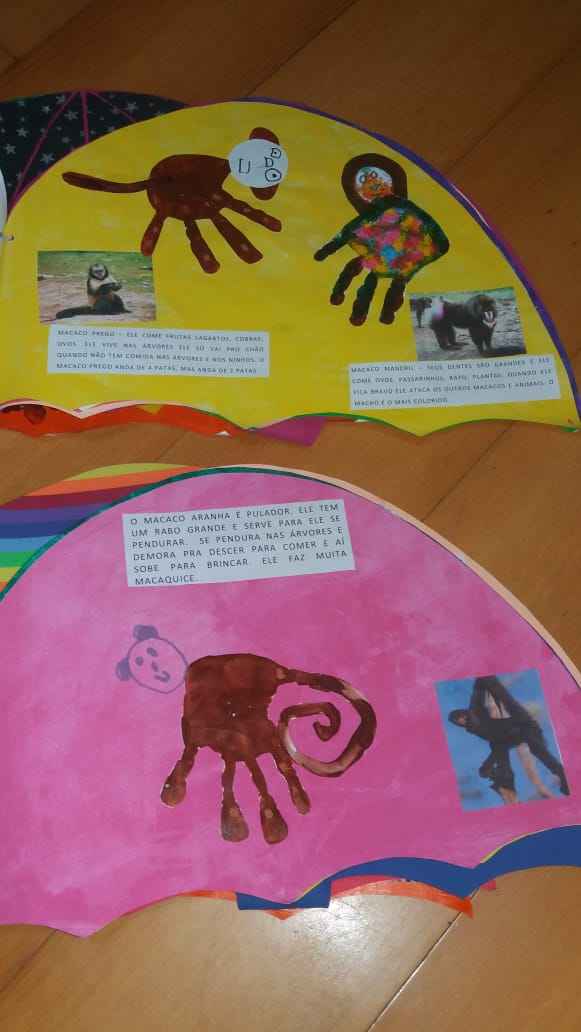 MACACO PREGO – ELE COME FRUTAS LAGARTOS, COBRAS,
OVOS. ELE VIVE NAS ÁRVORES ELE SÓ VAI PRO CHÃO
QUANDO NÃO TEM COMIDA NAS ÁRVORES E NOS NINHOS. O
MACACO PREGO ANDA DE 4 PATAS, MAS ANDA DE 2 PATAS.
MACACO MANDRIL – SEUS DENTES SÃO GRANDES E ELE
COME OVOS, PASSARINHOS, RATO, PLANTAS. QUANDO ELE
FICA BRAVO ELE ATACA OS OUTROS MACACOS E ANIMAIS. O
MACHO É O MAIS COLORIDO.
O MACACO ARANHA É PULADOR. ELE TEM
UM RABO GRANDE E SERVE PARA ELE SE
PENDURAR. SE PENDURA NAS ÁRVORES E
DEMORA PRA DESCER PARA COMER E AÍ
SOBE PARA BRINCAR. ELE FAZ MUITA
MACAQUICE.